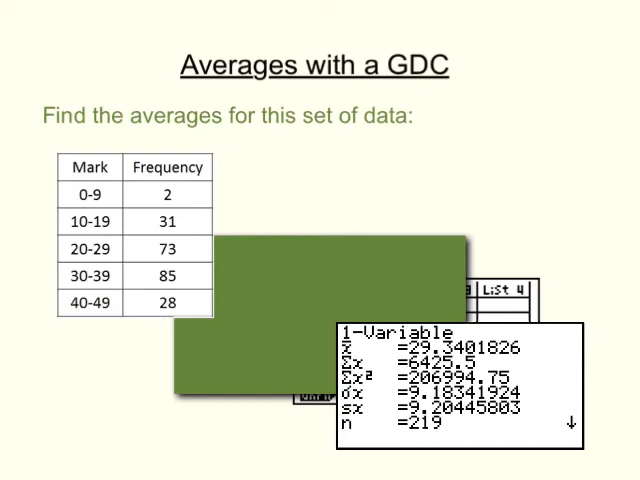 Averages with a GDC
Find the averages for this set of data:
Mark Frequency
0-9 2
10-19 31
20-29 73
30-39 85
40-49 28
LiSt 4
1-Variable
x̄ =29.3401826
Σx =6425.5
Σx² =206994.75
σx =9.18341924
sx =9.20445803
n =219 ↓